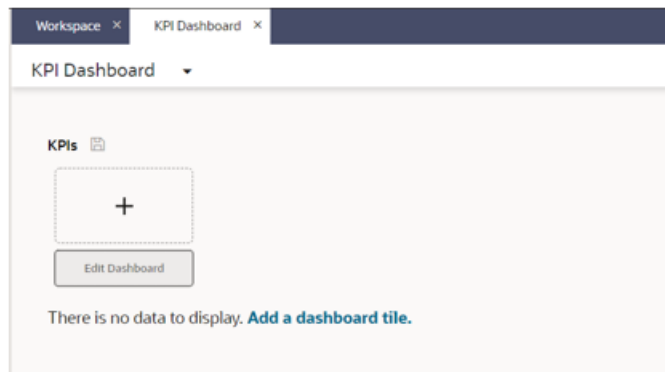 Workspace ×
KPI Dashboard ×
KPI Dashboard
KPIs
+
Edit Dashboard
There is no data to display. Add a dashboard tile.